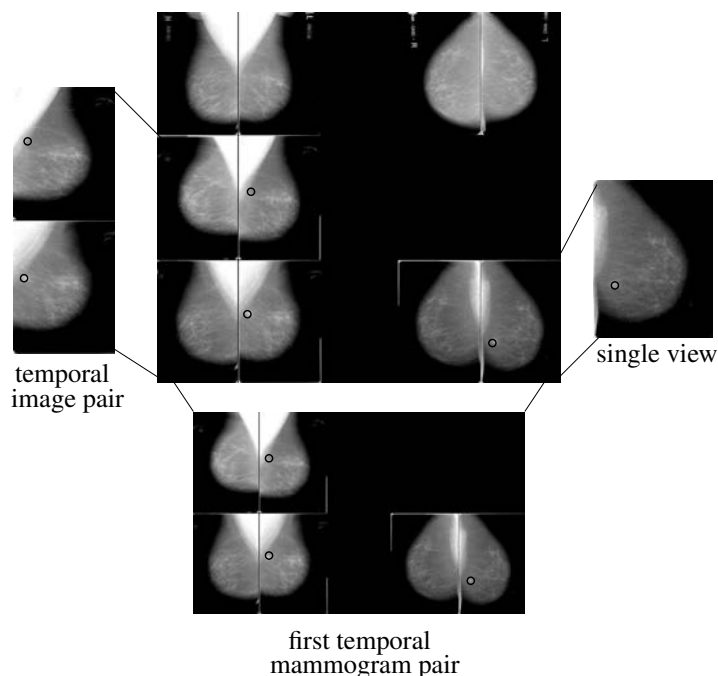 temporal
image pair
single view
first temporal
mammogram pair